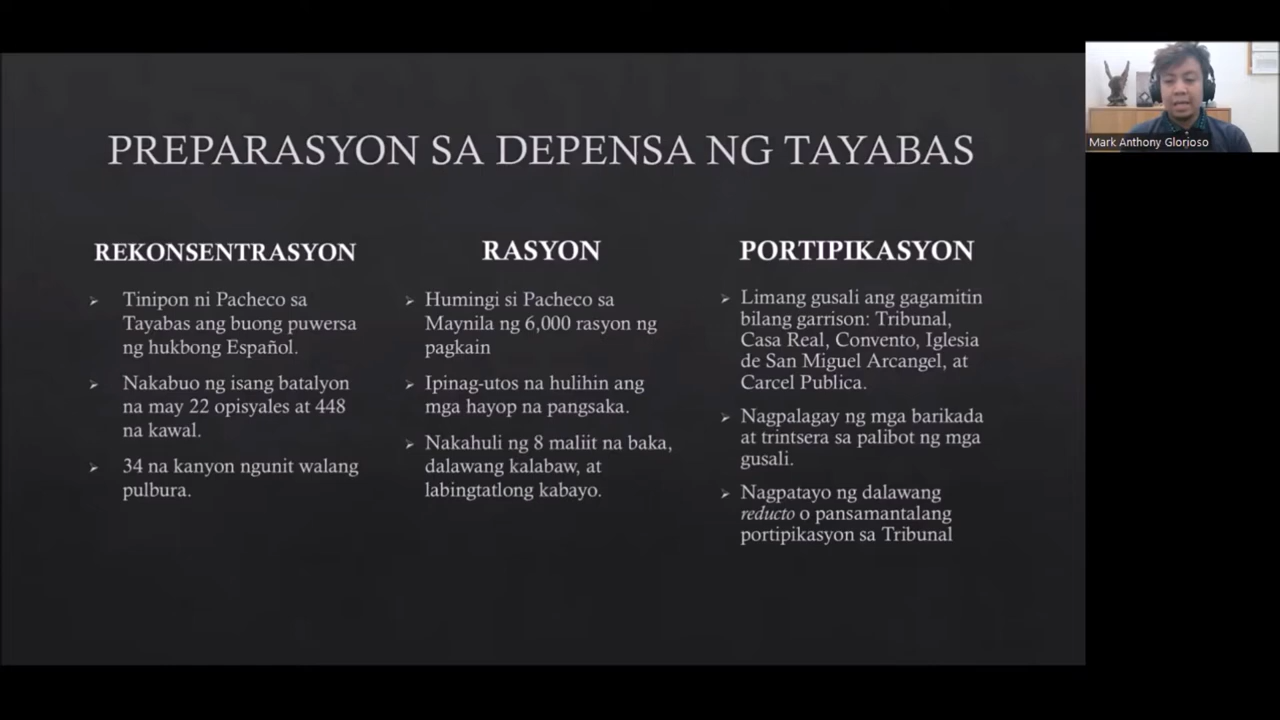 PREPARASYON SA DEPENSA NG TAYABAS
REKONSENTRASYON
Tinipon ni Pacheco sa
Tayabas ang buong puwersa
ng hukbong Español.
Nakabuo ng isang batalyon
na may 22 opisyales at 448
na kawal.
34 na kanyon ngunit walang
pulbura.
RASYON
Humingi si Pacheco sa
Maynila ng 6,000 rasyon ng
pagkain
Ipinag-utos na hulihin ang
mga hayop na pangsaka.
Nakahuli ng 8 maliit na baka,
dalawang kalabaw, at
labingtatlong kabayo.
PORTIPIKASYON
Limang gusali ang gagamitin
bilang garrison: Tribunal,
Casa Real, Convento, Iglesia
de San Miguel Arcangel, at
Carcel Publica.
Nagpalagay ng mga barikada
at trintsera sa palibot ng mga
gusali.
Nagpatayo ng dalawang
reducto o pansamantalang
portipikasyon sa Tribunal
Mark Anthony Glorioso